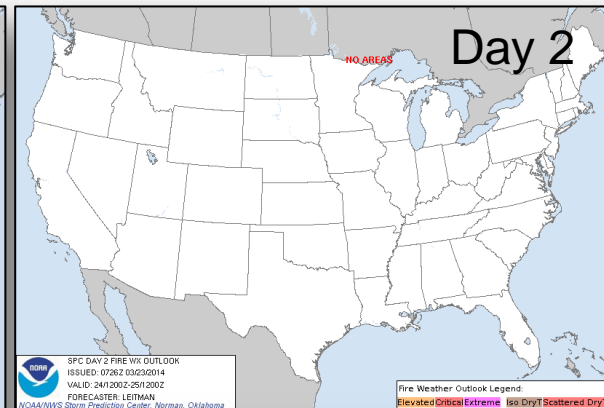 Day 2
NO AREAS
NOAA
SPC DAY 2 FIRE WX OUTLOOK
ISSUED: 0726Z 03/23/2014
VALID: 24/1200Z-25/1200Z
FORECASTER: LEITMAN
NOAA/NWS Storm Prediction Center, Norman, Oklahoma
Fire Weather Outlook Legend:
Elevated Critical Extreme Iso DryT Scattered Dry